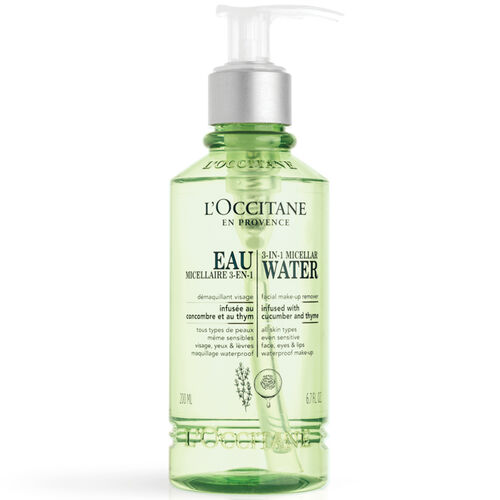 L'OCCITANE
L'OCCITANE
EN PROVENCE
EAU
MICELLAIRE 3-EN-1
3-IN-1 MICELLAR
WATER
démaquillant visage
infusée au
concombre et au thym
tous types de peaux
même sensibles
visage, yeux & lèvres
maquillage waterproof
facial make-up remover
infused with
cucumber and thyme
all skin types
even sensitive
face, eyes & lips
waterproof make-up
200 ML
6.7 FL.OZ.
L'OCCITANE